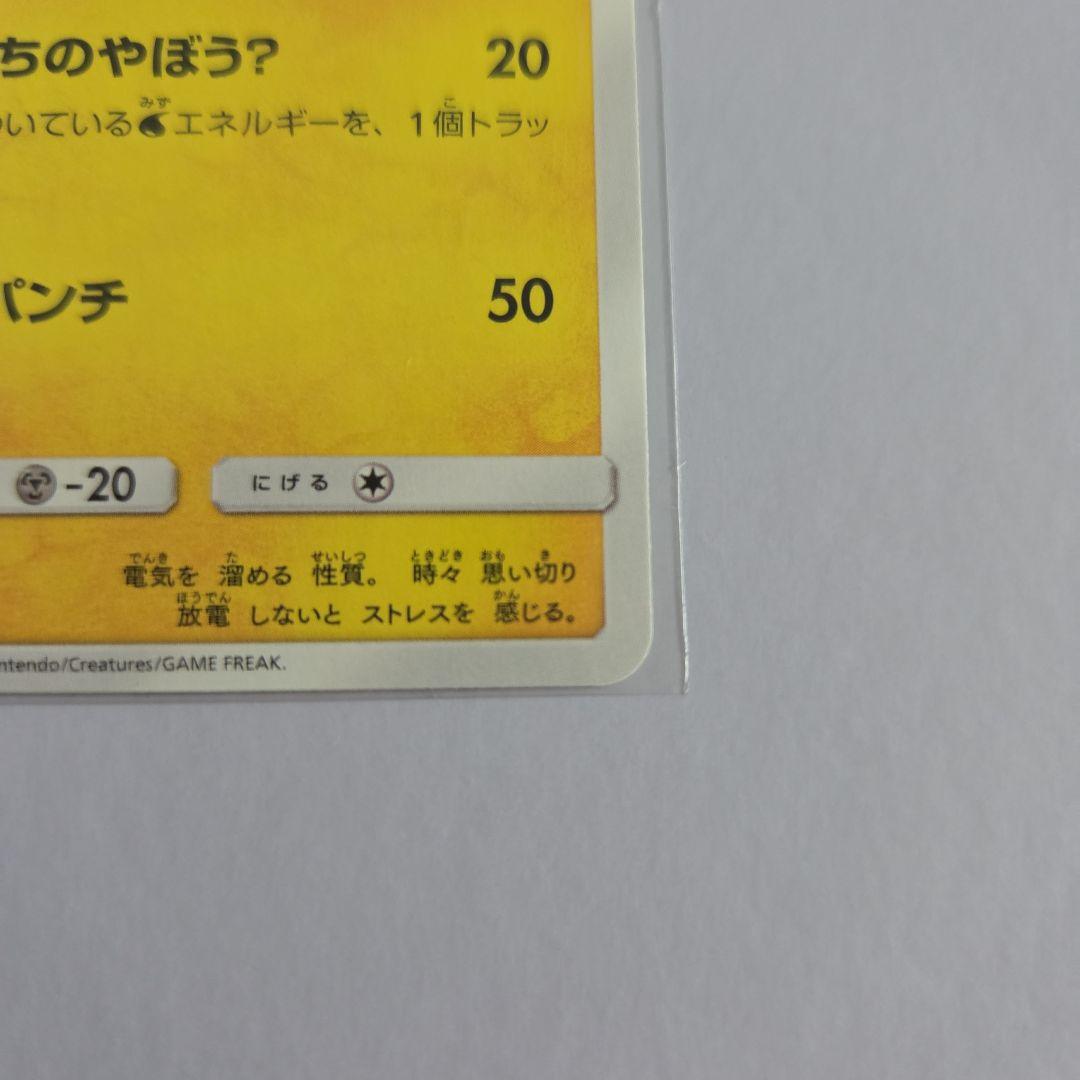 ちのやぼう? 20
いているエネルギーを、1個トラッ
パンチ 50
-20 にげる
電気を 溜める 性質。 時々 思い切り
放電 しないと ストレスを 感じる。
ntendo/Creatures/GAME FREAK.